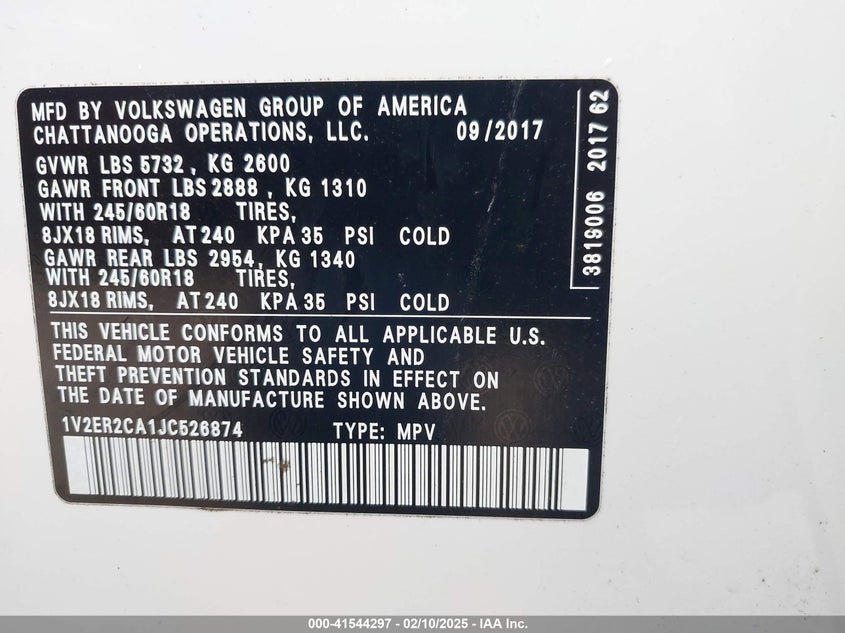 MFD BY VOLKSWAGEN GROUP OF AMERICA
CHATTANOOGA OPERATIONS, LLC. 09/2017
GVWR LBS 5732, KG 2600
GAWR FRONT LBS 2888, KG 1310
WITH 245/60R18 TIRES,
8JX18 RIMS, AT 240 KPA 35 PSI COLD
GAWR REAR LBS 2954, KG 1340
WITH 245/60R18 TIRES,
8JX18 RIMS, AT 240 KPA 35 PSI COLD
THIS VEHICLE CONFORMS TO ALL APPLICABLE U.S.
FEDERAL MOTOR VEHICLE SAFETY AND
THEFT PREVENTION STANDARDS IN EFFECT ON
THE DATE OF MANUFACTURE SHOWN ABOVE.
1V2ER2CA1JC526874 TYPE: MPV
3819006 2017 62
000-41544297 - 02/10/2025 - IAAI.com